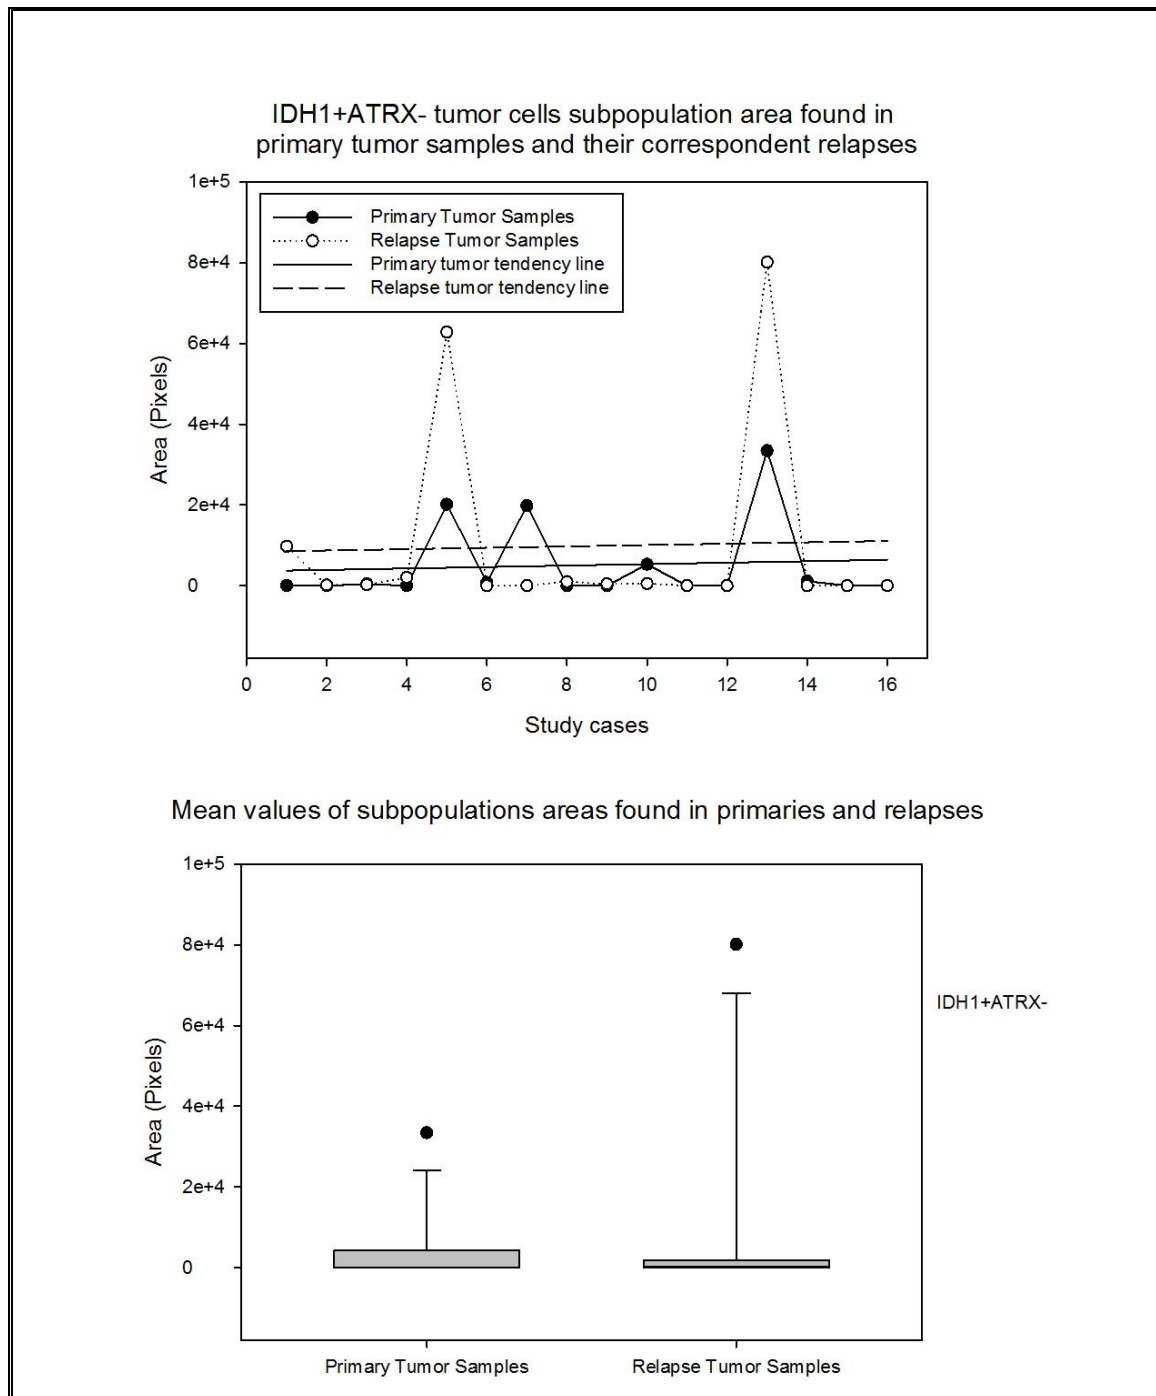 IDH1+ATRX- tumor cells subpopulation area found in
primary tumor samples and their correspondent relapses
1e+5
8e+4
6e+4
4e+4
2e+4
0
Area (Pixels)
Primary Tumor Samples
Relapse Tumor Samples
Primary tumor tendency line
Relapse tumor tendency line
0 2 4 6 8 10 12 14 16
Study cases
Mean values of subpopulations areas found in primaries and relapses
1e+5
8e+4
6e+4
4e+4
2e+4
0
Area (Pixels)
IDH1+ATRX-
Primary Tumor Samples Relapse Tumor Samples